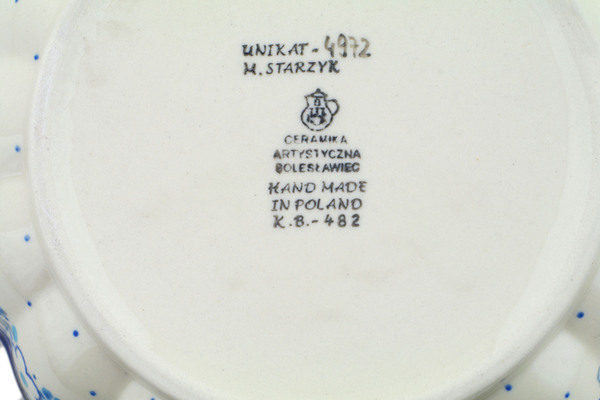 UNIKAT-4972
M. STARZYK
CERAMIKA
ARTYSTYCZNA
BOLESŁAWIEC
HAND MADE
IN POLAND
K.B.-482